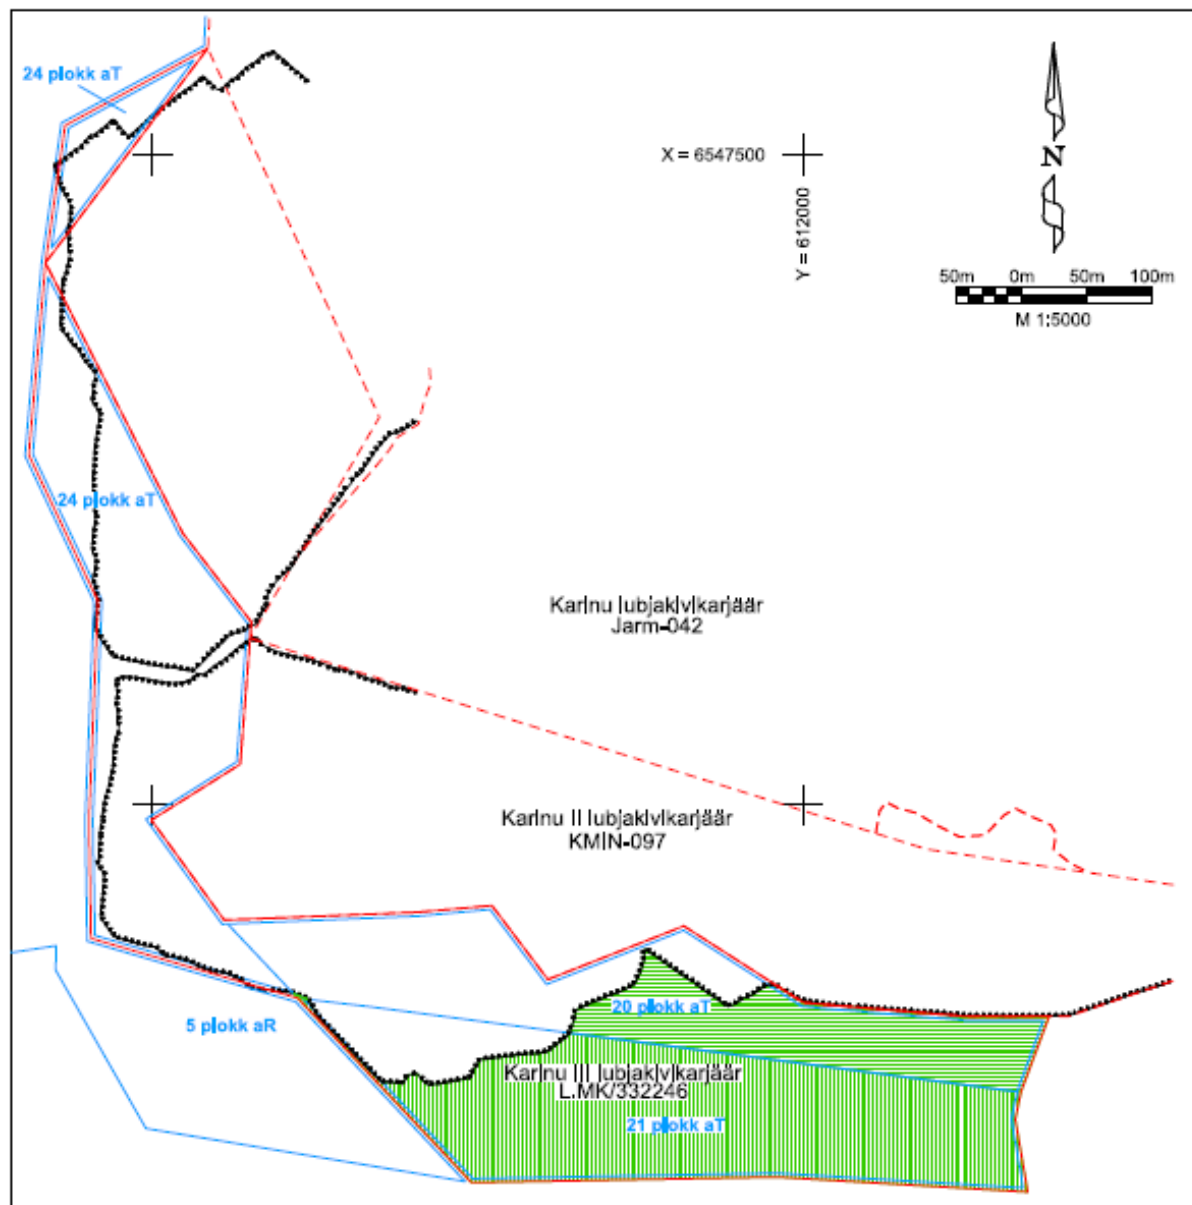 24 plokk aT
X = 6547500
Y = 612000
N
50m 0m 50m 100m
M 1:5000
24 plokk aT
Karinu lubjakivikarjäär
Jarm-042
Karinu II lubjakivikarjäär
KMIN-097
20 plokk aT
5 plokk aR
Karinu III lubjakivikarjäär
L.MK/332246
21 plokk aT